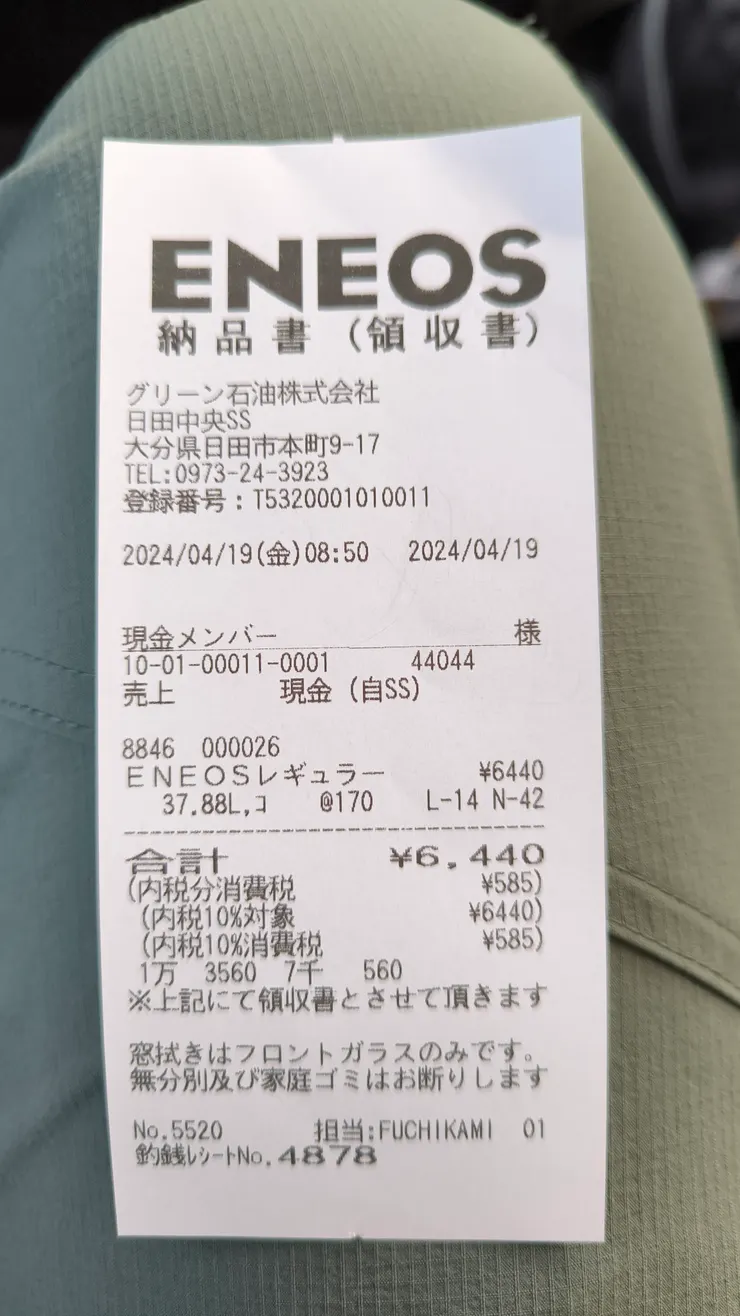 ENEOS
納品書（領収書）
グリーン石油株式会社
日田中央SS
大分県日田市本町9-17
TEL:0973-24-3923
登録番号：T5320001010011
2024/04/19(金)08:50 2024/04/19
現金メンバー 様
10-01-00011-0001 44044
売上 現金（自SS）
8846 000026
ＥＮＥＯＳレギュラー ¥6440
37.88L,ｺ @170 L-14 N-42
合計 ¥6,440
(内税分消費税 ¥585)
(内税10%対象 ¥6440)
(内税10%消費税 ¥585)
1万 3560 7千 560
※上記にて領収書とさせて頂きます
窓拭きはフロントガラスのみです。
無分別及び家庭ゴミはお断りします
No.5520 担当:FUCHIKAMI 01
釣銭ﾚｼｰﾄNo.4878